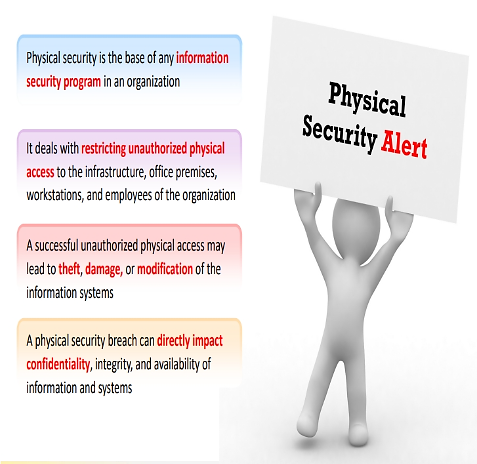 Physical security is the base of any information
security program in an organization
It deals with restricting unauthorized physical
access to the infrastructure, office premises,
workstations, and employees of the organization
A successful unauthorized physical access may
lead to theft, damage, or modification of the
information systems
A physical security breach can directly impact
confidentiality, integrity, and availability of
information and systems
Physical
Security Alert